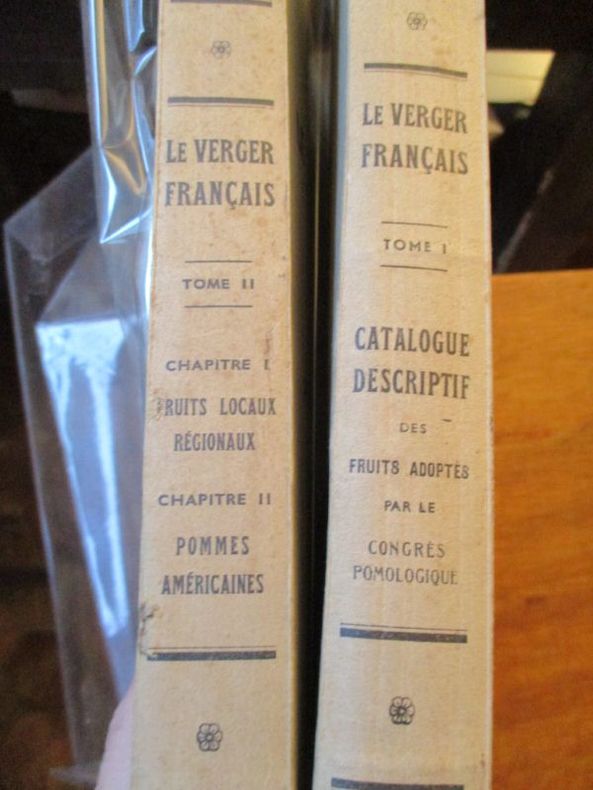 LE VERGER
FRANÇAIS
TOME II
CHAPITRE I
FRUITS LOCAUX
RÉGIONAUX
CHAPITRE II
POMMES
AMÉRICAINES
LE VERGER
FRANÇAIS
TOME I
CATALOGUE
DESCRIPTIF
DES
FRUITS ADOPTÉS
PAR LE
CONGRÈS
POMOLOGIQUE